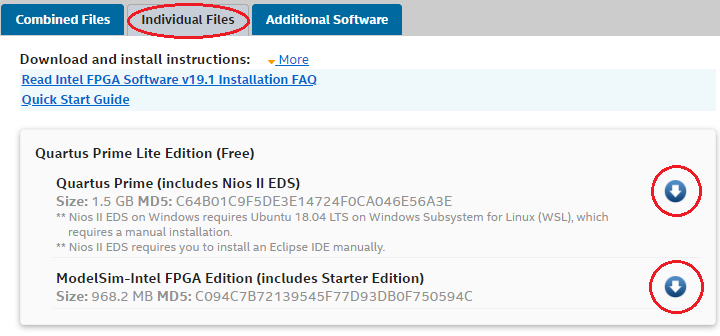 Combined Files
Individual Files
Additional Software
Download and install instructions: More
Read Intel FPGA Software v19.1 Installation FAQ
Quick Start Guide
Quartus Prime Lite Edition (Free)
Quartus Prime (includes Nios II EDS)
Size: 1.5 GB MD5: C64B01C9F5DE3E14724F0CA046E56A3E
** Nios II EDS on Windows requires Ubuntu 18.04 LTS on Windows Subsystem for Linux (WSL), which
requires a manual installation.
** Nios II EDS requires you to install an Eclipse IDE manually.
ModelSim-Intel FPGA Edition (includes Starter Edition)
Size: 968.2 MB MD5: C094C7B72139545F77D93DB0F750594C